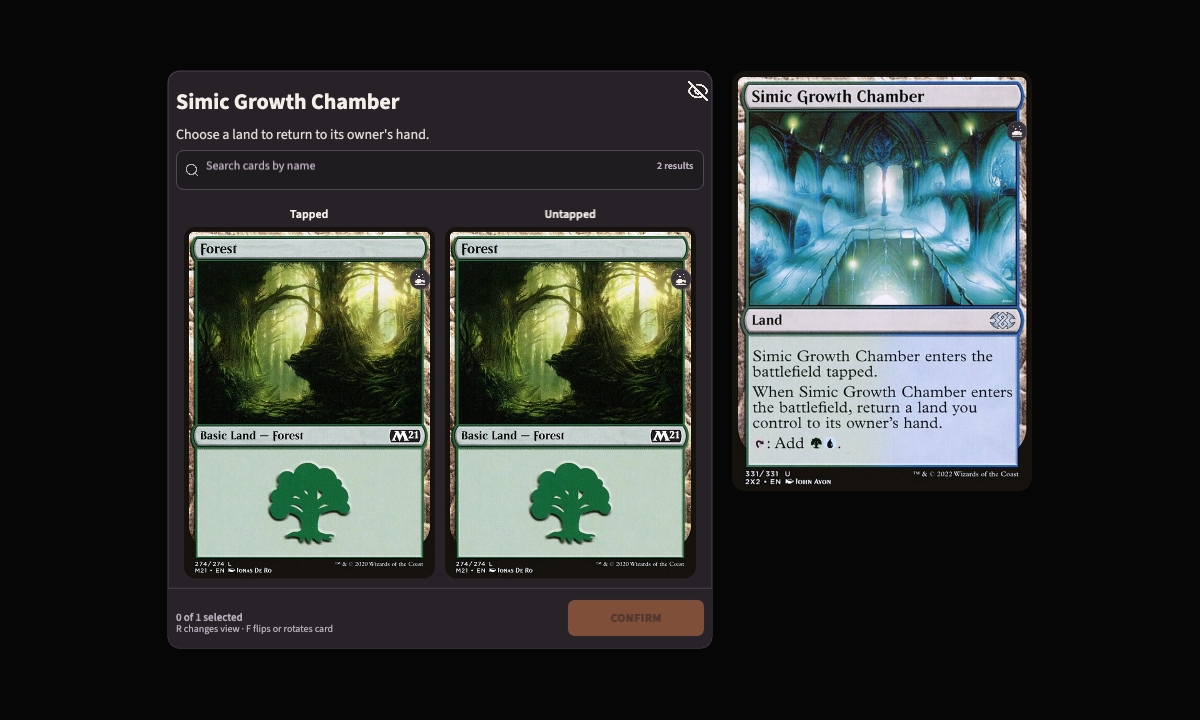 Simic Growth Chamber
Choose a land to return to its owner's hand.
Search cards by name
2 results
Tapped
Untapped
Forest
Basic Land — Forest
M21
274/274 L
M21 • EN Jonas De Ro
™ & © 2020 Wizards of the Coast
Forest
Basic Land — Forest
M21
274/274 L
M21 • EN Jonas De Ro
™ & © 2020 Wizards of the Coast
0 of 1 selected
R changes view · F flips or rotates card
CONFIRM
Simic Growth Chamber
Land
Simic Growth Chamber enters the
battlefield tapped.
When Simic Growth Chamber enters
the battlefield, return a land you
control to its owner's hand.
: Add .
331/331 U
2X2 • EN John Avon
™ & © 2022 Wizards of the Coast